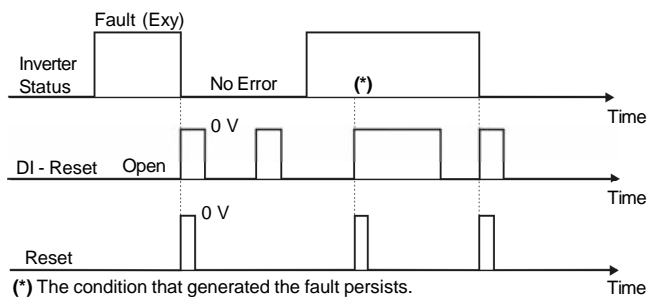 Fault (Exy)
Inverter
Status
No Error
(*)
Time
0 V
DI - Reset
Open
Time
0 V
Reset
Time
(*) The condition that generated the fault persists.